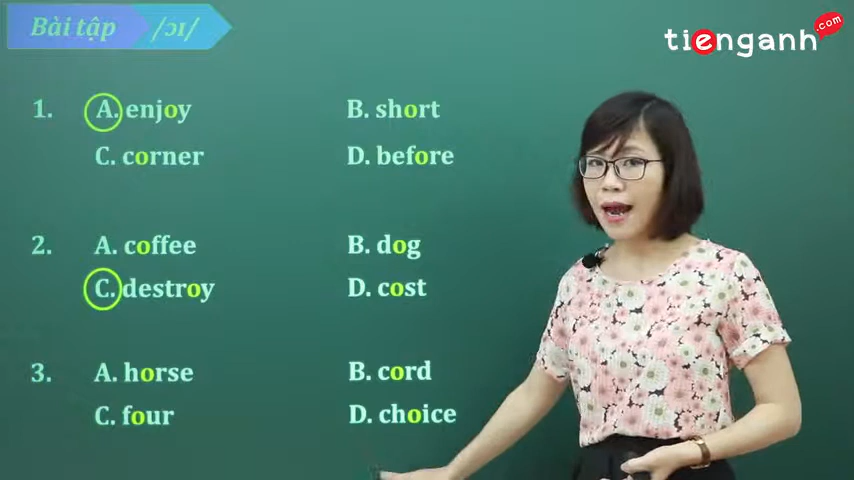 Bài tập /ɔɪ/
tienganh.com
1. A. enjoy B. short
C. corner D. before
2. A. coffee B. dog
C. destroy D. cost
3. A. horse B. cord
C. four D. choice